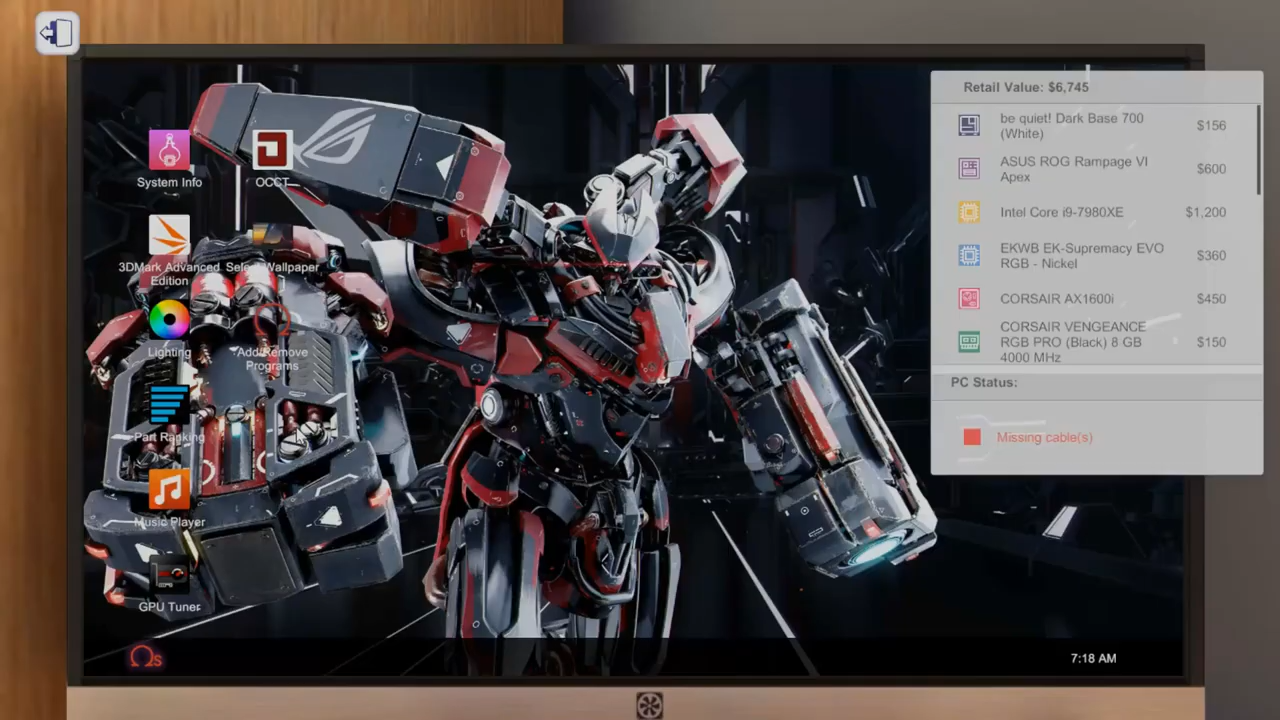 System Info
OCCT
3DMark Advanced
Edition
Select Wallpaper
Lighting
Add/Remove
Programs
Part Ranking
Music Player
GPU Tuner
Ωs
7:18 AM
Retail Value: $6,745
be quiet! Dark Base 700
(White)
$156
ASUS ROG Rampage VI
Apex
$600
Intel Core i9-7980XE
$1,200
EKWB EK-Supremacy EVO
RGB - Nickel
$360
CORSAIR AX1600i
$450
CORSAIR VENGEANCE
RGB PRO (Black) 8 GB
4000 MHz
$150
PC Status:
Missing cable(s)